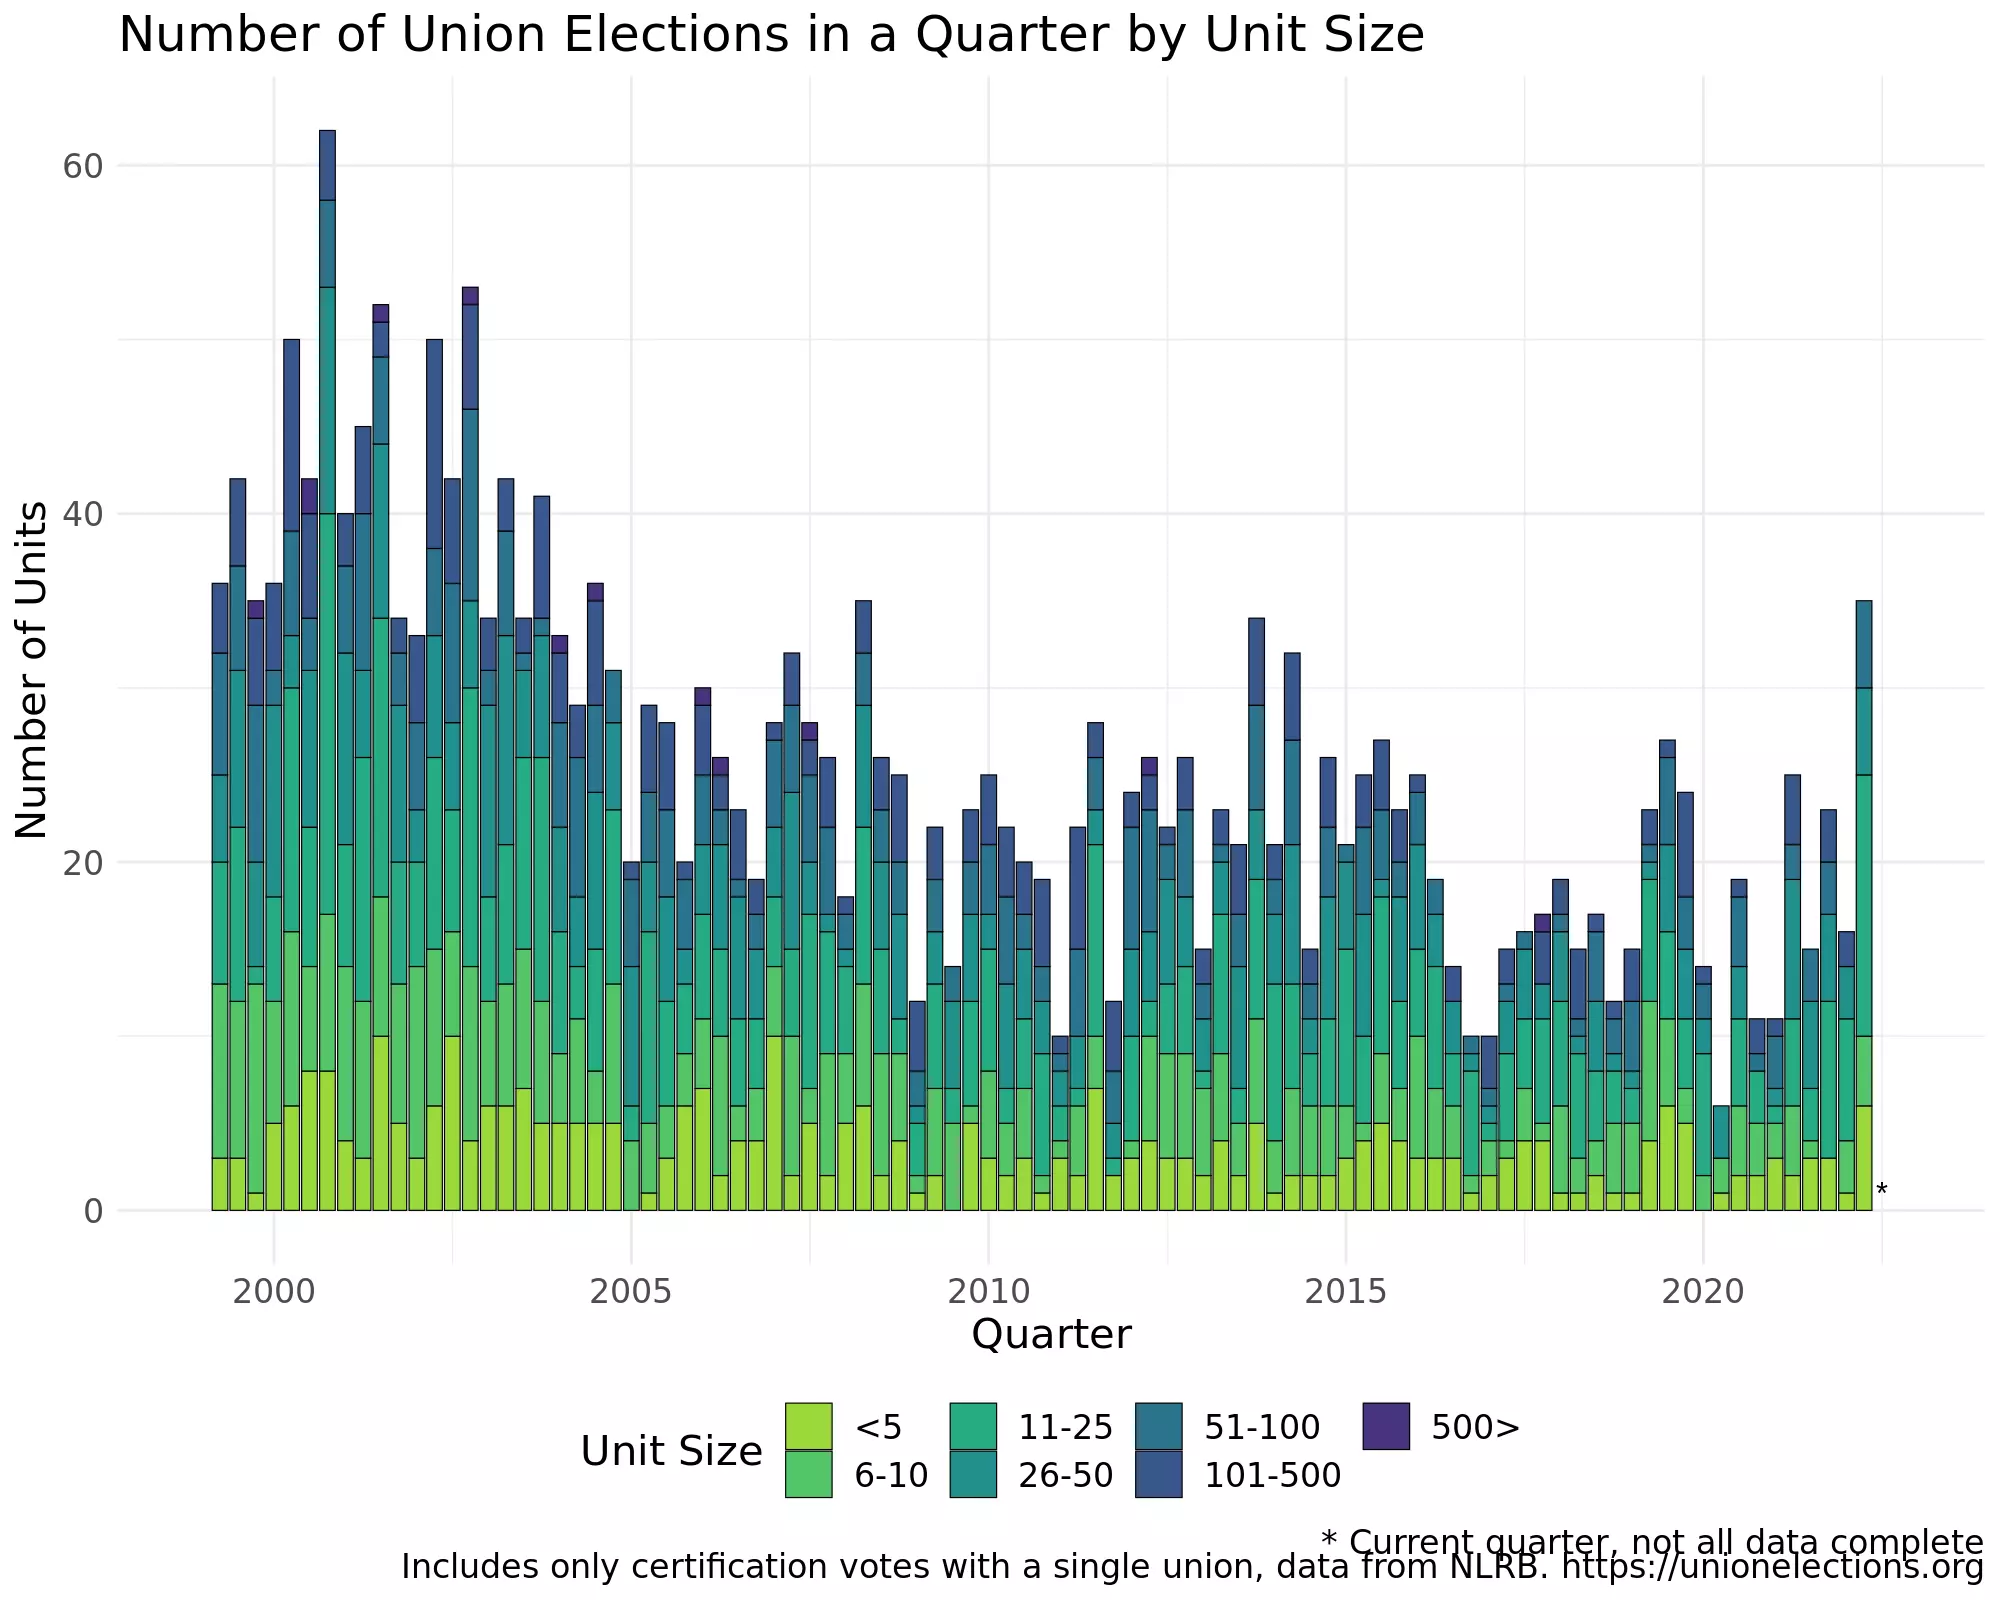 Number of Union Elections in a Quarter by Unit Size
Number of Units
60
40
20
0
*
2000 2005 2010 2015 2020
Quarter
Unit Size
<5 11-25 51-100 500>
6-10 26-50 101-500
* Current quarter, not all data complete
Includes only certification votes with a single union, data from NLRB. https://unionelections.org